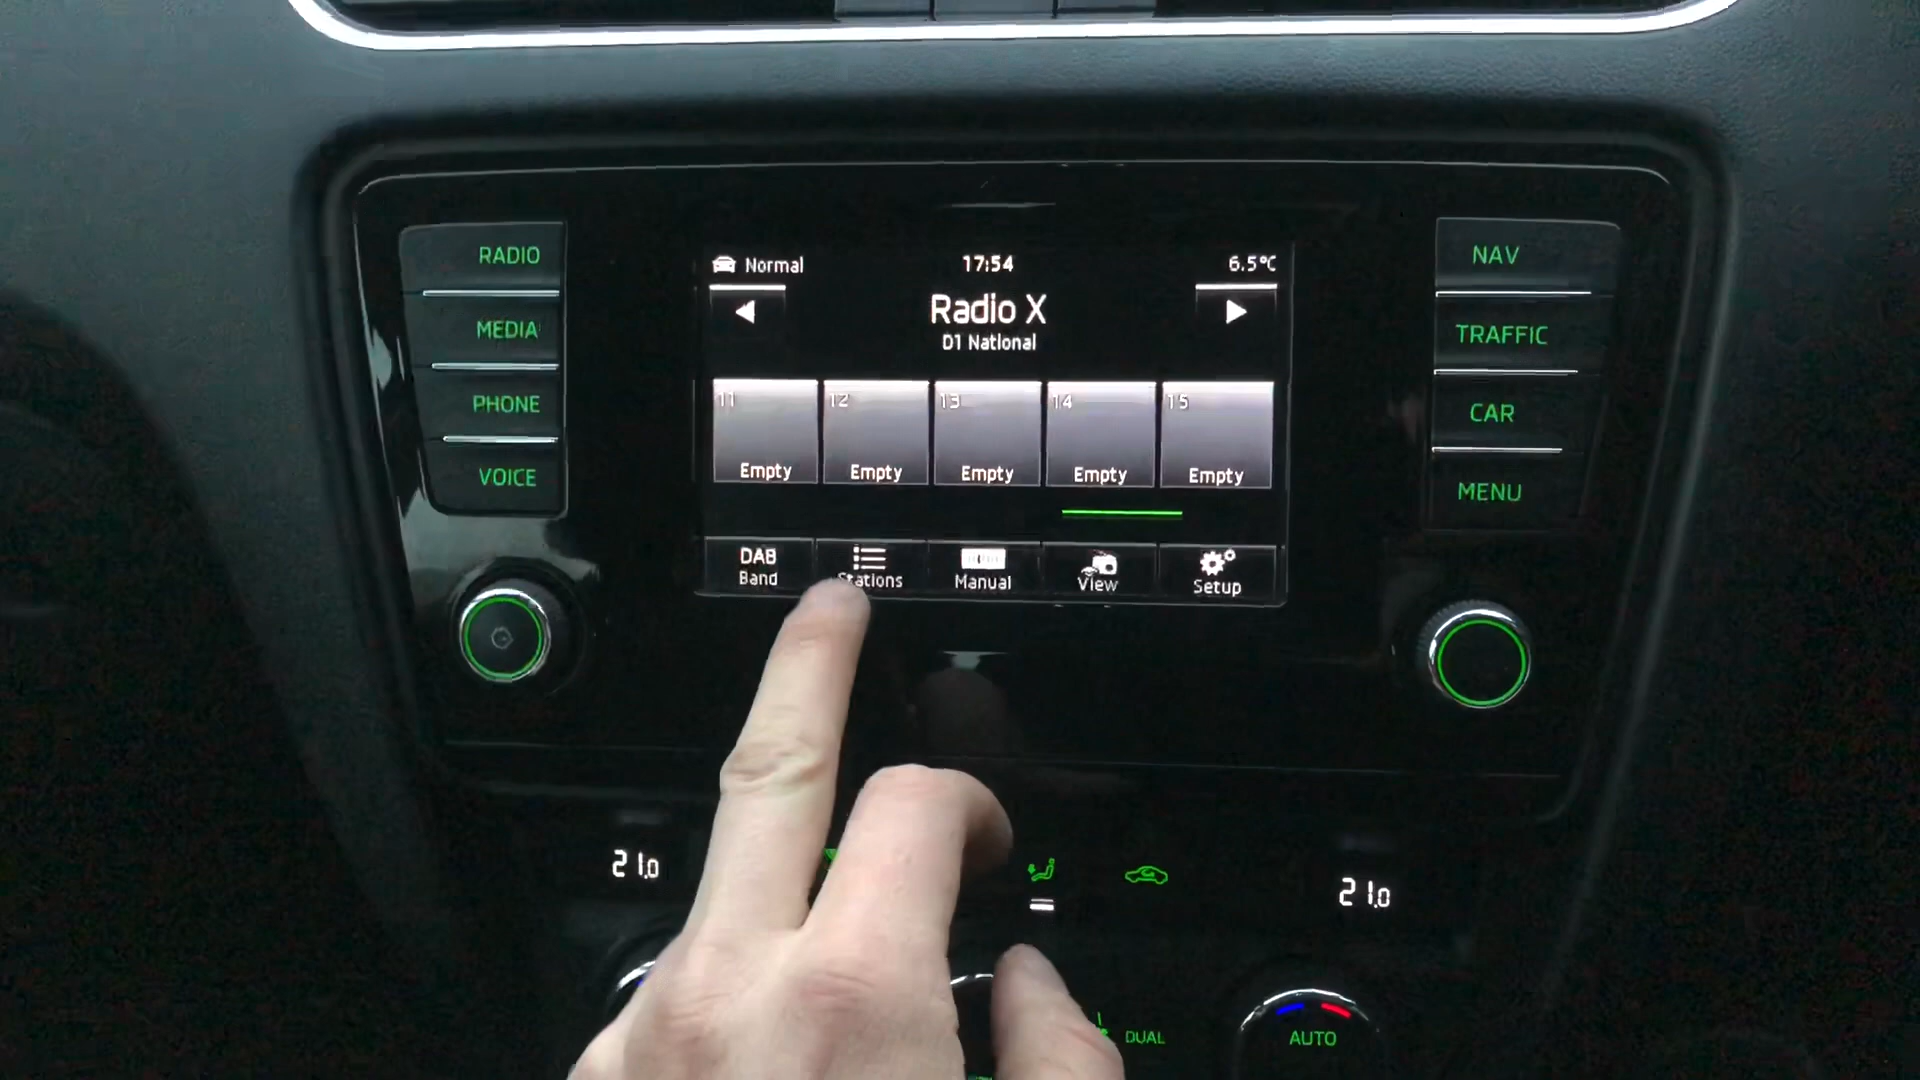 RADIO
MEDIA
PHONE
VOICE
Normal 17:54 6.5°C
Radio X
D1 National
11 12 13 14 15
Empty Empty Empty Empty Empty
DAB
Band Stations Manual View Setup
NAV
TRAFFIC
CAR
MENU
21.0 21.0
DUAL AUTO